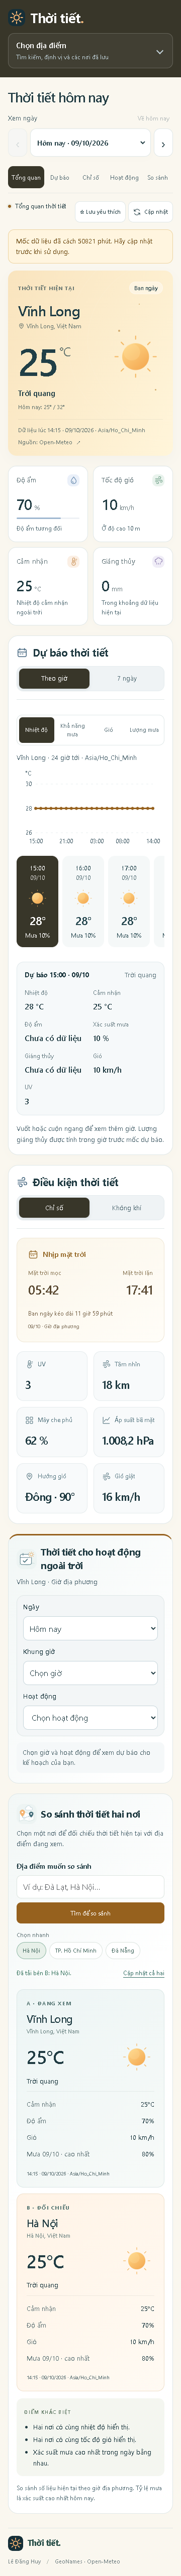 Thời tiết.
Chọn địa điểm
Tìm kiếm, định vị và các nơi đã lưu
Thời tiết hôm nay
Xem ngày
Về hôm nay
Hôm nay · 09/10/2026
Tổng quan
Dự báo
Chỉ số
Hoạt động
So sánh
Tổng quan thời tiết
Lưu yêu thích
Cập nhật
Mốc dữ liệu đã cách 50821 phút. Hãy cập nhật trước khi sử dụng.
THỜI TIẾT HIỆN TẠI
Ban ngày
Vĩnh Long
Vĩnh Long, Việt Nam
25°C
Trời quang
Hôm nay: 25° / 32°
Dữ liệu lúc 14:15 · 09/10/2026 · Asia/Ho_Chi_Minh
Nguồn: Open-Meteo ↗
Độ ẩm
70 %
Độ ẩm tương đối
Tốc độ gió
10 km/h
Ở độ cao 10 m
Cảm nhận
25 °C
Nhiệt độ cảm nhận ngoài trời
Giáng thủy
0 mm
Trong khoảng dữ liệu hiện tại
Dự báo thời tiết
Theo giờ
7 ngày
Nhiệt độ
Khả năng mưa
Gió
Lượng mưa
Vĩnh Long · 24 giờ tới · Asia/Ho_Chi_Minh
°C
30
28
26
15:00
21:00
03:00
09:00
14:00
15:00
09/10
28°
Mưa 10%
16:00
09/10
28°
Mưa 10%
17:00
09/10
28°
Mưa 10%
Dự báo 15:00 · 09/10
Trời quang
Nhiệt độ
28 °C
Cảm nhận
25 °C
Độ ẩm
Chưa có dữ liệu
Xác suất mưa
10 %
Giáng thủy
Chưa có dữ liệu
Gió
10 km/h
UV
3
Vuốt hoặc cuộn ngang để xem thêm giờ. Lượng giáng thủy được tính trong giờ trước mốc dự báo.
Điều kiện thời tiết
Chỉ số
Không khí
Nhịp mặt trời
Mặt trời mọc
05:42
Mặt trời lặn
17:41
Ban ngày kéo dài 11 giờ 59 phút
09/10 · Giờ địa phương
UV
3
Tầm nhìn
18 km
Mây che phủ
62 %
Áp suất bề mặt
1.008,2 hPa
Hướng gió
Đông · 90°
Gió giật
16 km/h
Thời tiết cho hoạt động ngoài trời
Vĩnh Long · Giờ địa phương
Ngày
Hôm nay
Khung giờ
Chọn giờ
Hoạt động
Chọn hoạt động
Chọn giờ và hoạt động để xem dự báo cho kế hoạch của bạn.
So sánh thời tiết hai nơi
Chọn một nơi để đối chiếu thời tiết hiện tại với địa điểm đang xem.
Địa điểm muốn so sánh
Ví dụ: Đà Lạt, Hà Nội...
Tìm để so sánh
Chọn nhanh
Hà Nội
TP. Hồ Chí Minh
Đà Nẵng
Đã tải bên B: Hà Nội.
Cập nhật cả hai
A · ĐANG XEM
Vĩnh Long
Vĩnh Long, Việt Nam
25°C
Trời quang
Cảm nhận 25°C
Độ ẩm 70%
Gió 10 km/h
Mưa 09/10 · cao nhất 80%
14:15 · 09/10/2026 · Asia/Ho_Chi_Minh
B · ĐỐI CHIẾU
Hà Nội
Hà Nội, Việt Nam
25°C
Trời quang
Cảm nhận 25°C
Độ ẩm 70%
Gió 10 km/h
Mưa 09/10 · cao nhất 80%
14:15 · 09/10/2026 · Asia/Ho_Chi_Minh
ĐIỂM KHÁC BIỆT
Hai nơi có cùng nhiệt độ hiển thị.
Hai nơi có cùng tốc độ gió hiển thị.
Xác suất mưa cao nhất trong ngày bằng nhau.
So sánh số liệu hiện tại theo giờ địa phương. Tỷ lệ mưa là xác suất cao nhất hôm nay.
Thời tiết.
Lê Đăng Huy / GeoNames · Open-Meteo